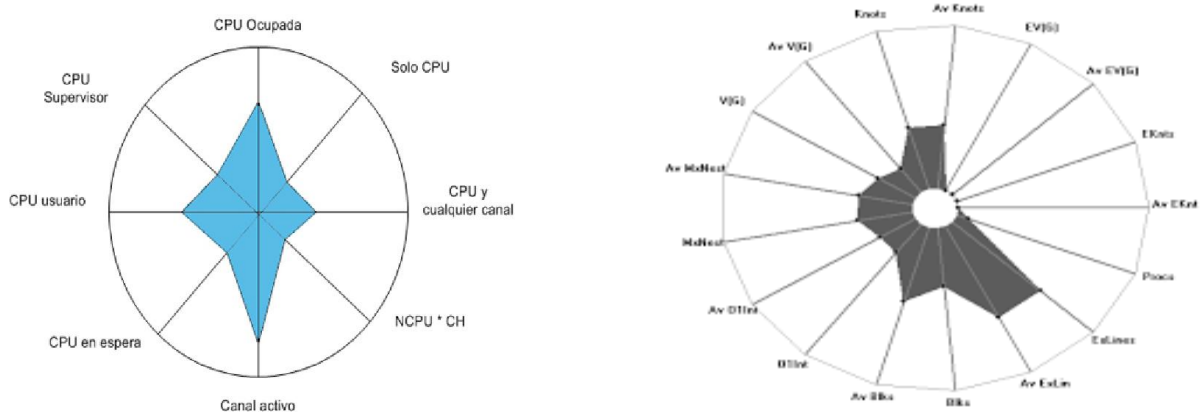 CPU Ocupada
Solo CPU
CPU
Supervisor
CPU usuario
CPU y
cualquier canal
CPU en espera
NCPU * CH
Canal activo
Av Knots
Knots
EV(G)
Av V(G)
Av EV(G)
V(G)
EKnts
Av MxNest
Av EKnt
MxNest
Procs
Av D1Int
ExLines
D1Int
Av ExLin
Av Blks
Blks